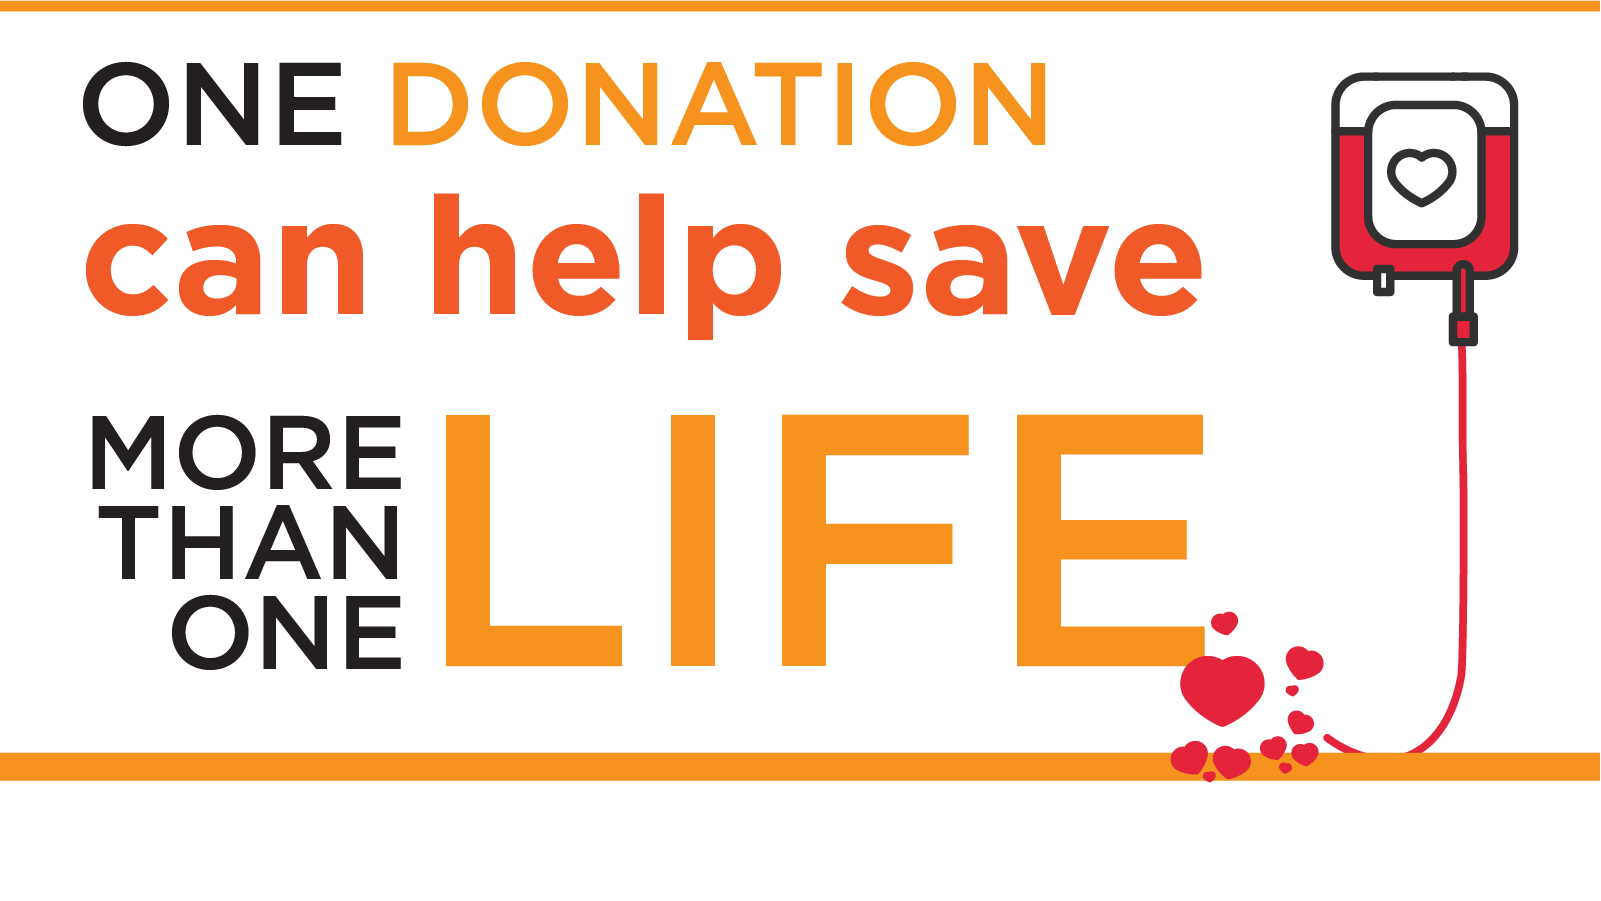 ONE DONATION
can help save
MORE
THAN
ONE
LIFE